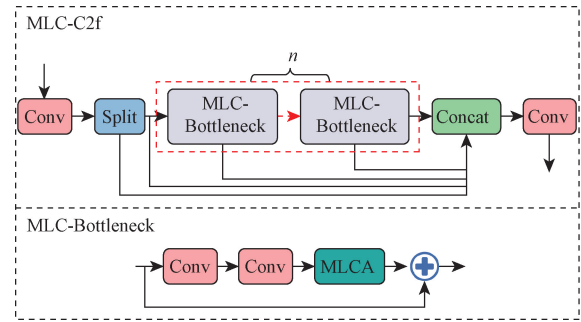 MLC-C2f
n
Conv
Split
MLC-
Bottleneck
MLC-
Bottleneck
Concat
Conv
MLC-Bottleneck
Conv
Conv
MLCA